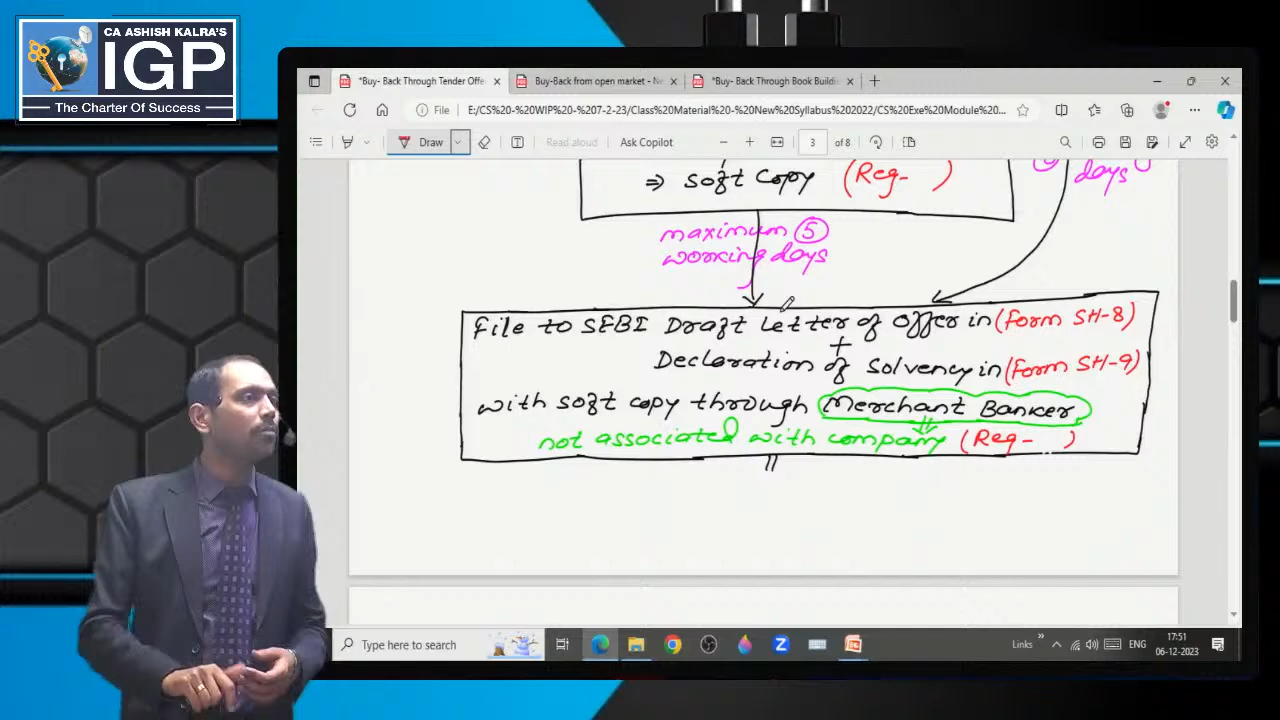 CA ASHISH KALRA'S
IGP
The Charter Of Success
*Buy- Back Through Tender Offe
Buy-Back from open market - Ne
*Buy- Back Through Book Buildi
File
E:/CS%20-%20WIP%20-%207-2-23/Class%20Material%20-%20New%20Syllabus%202022/CS%20Exe%20Module%20...
Draw
Read aloud
Ask Copilot
3
of 8
⇒ Soft Copy (Reg- )
days
maximum 5
working days
File to SEBI Draft Letter of Offer in (Form SH-8)
+
Declaration of Solvency in (Form SH-9)
with soft copy through Merchant Banker
not associated with company (Reg- )
Type here to search
Links
ENG
17:51
06-12-2023